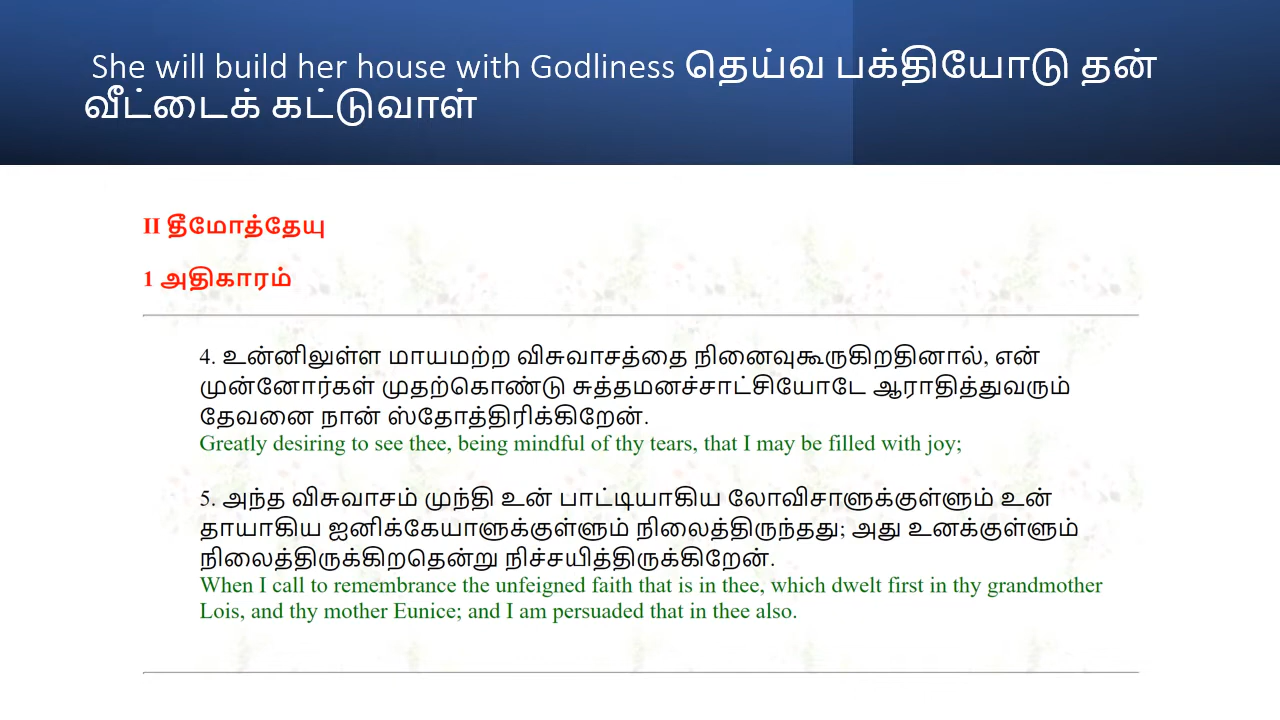 She will build her house with Godliness தெய்வ பக்தியோடு தன்
வீட்டைக் கட்டுவாள்
II தீமோத்தேயு
1 அதிகாரம்
4. உன்னிலுள்ள மாயமற்ற விசுவாசத்தை நினைவுகூருகிறதினால், என்
முன்னோர்கள் முதற்கொண்டு சுத்தமனச்சாட்சியோடே ஆராதித்துவரும்
தேவனை நான் ஸ்தோத்திரிக்கிறேன்.
Greatly desiring to see thee, being mindful of thy tears, that I may be filled with joy;
5. அந்த விசுவாசம் முந்தி உன் பாட்டியாகிய லோவிசாளுக்குள்ளும் உன்
தாயாகிய ஐனிக்கேயாளுக்குள்ளும் நிலைத்திருந்தது; அது உனக்குள்ளும்
நிலைத்திருக்கிறதென்று நிச்சயித்திருக்கிறேன்.
When I call to remembrance the unfeigned faith that is in thee, which dwelt first in thy grandmother
Lois, and thy mother Eunice; and I am persuaded that in thee also.